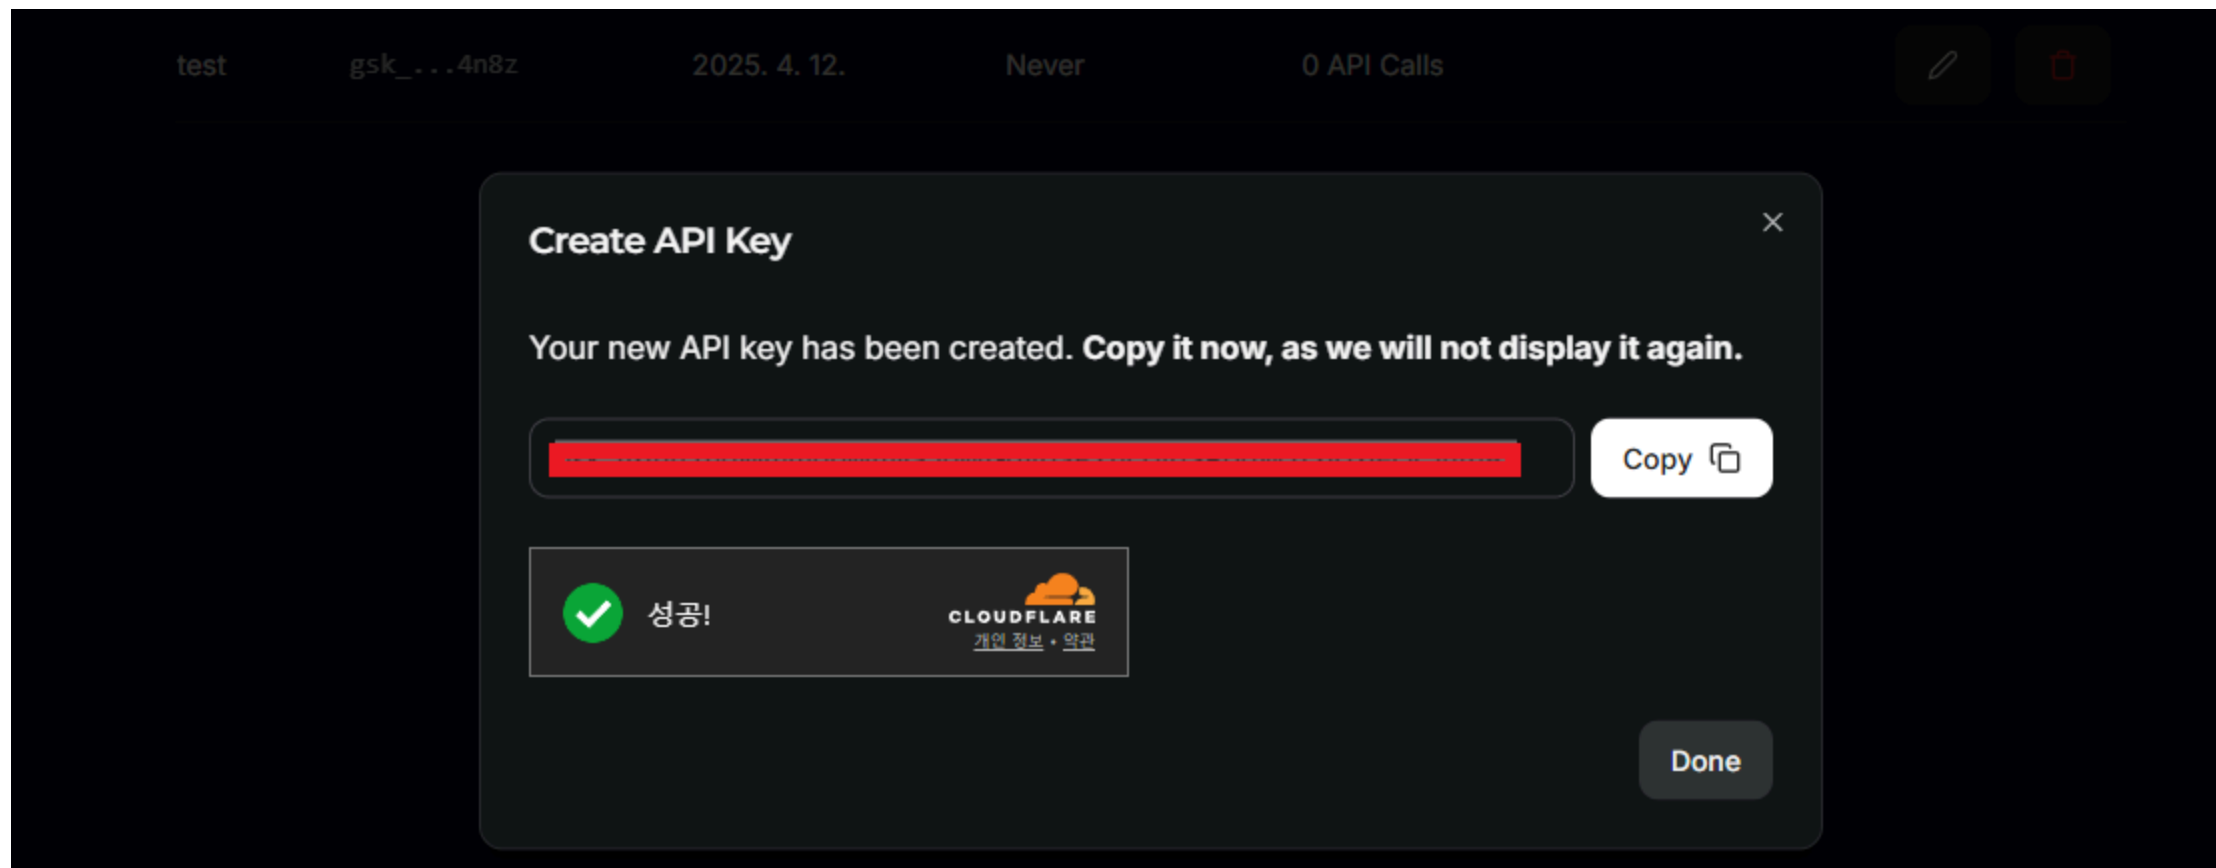 test gsk_...4n8z 2025. 4. 12. Never 0 API Calls
Create API Key
Your new API key has been created. Copy it now, as we will not display it again.
Copy
성공!
CLOUDFLARE
개인 정보 • 약관
Done